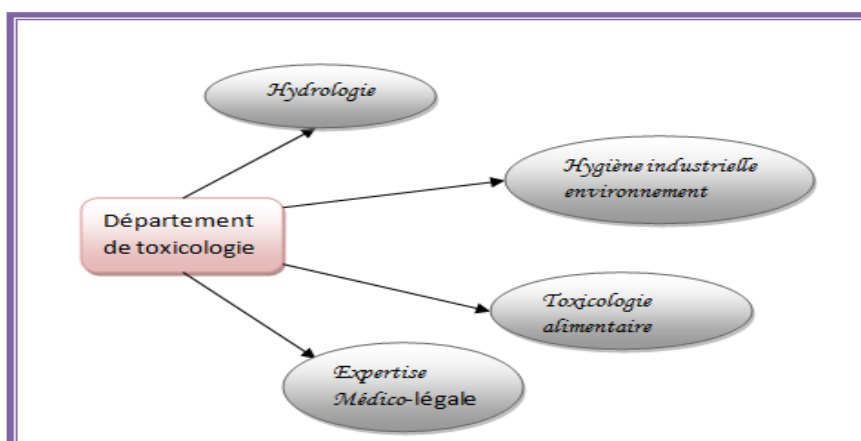 Hydrologie
Hygiène industrielle
environnement
Département
de toxicologie
Toxicologie
alimentaire
Expertise
Médico-légale